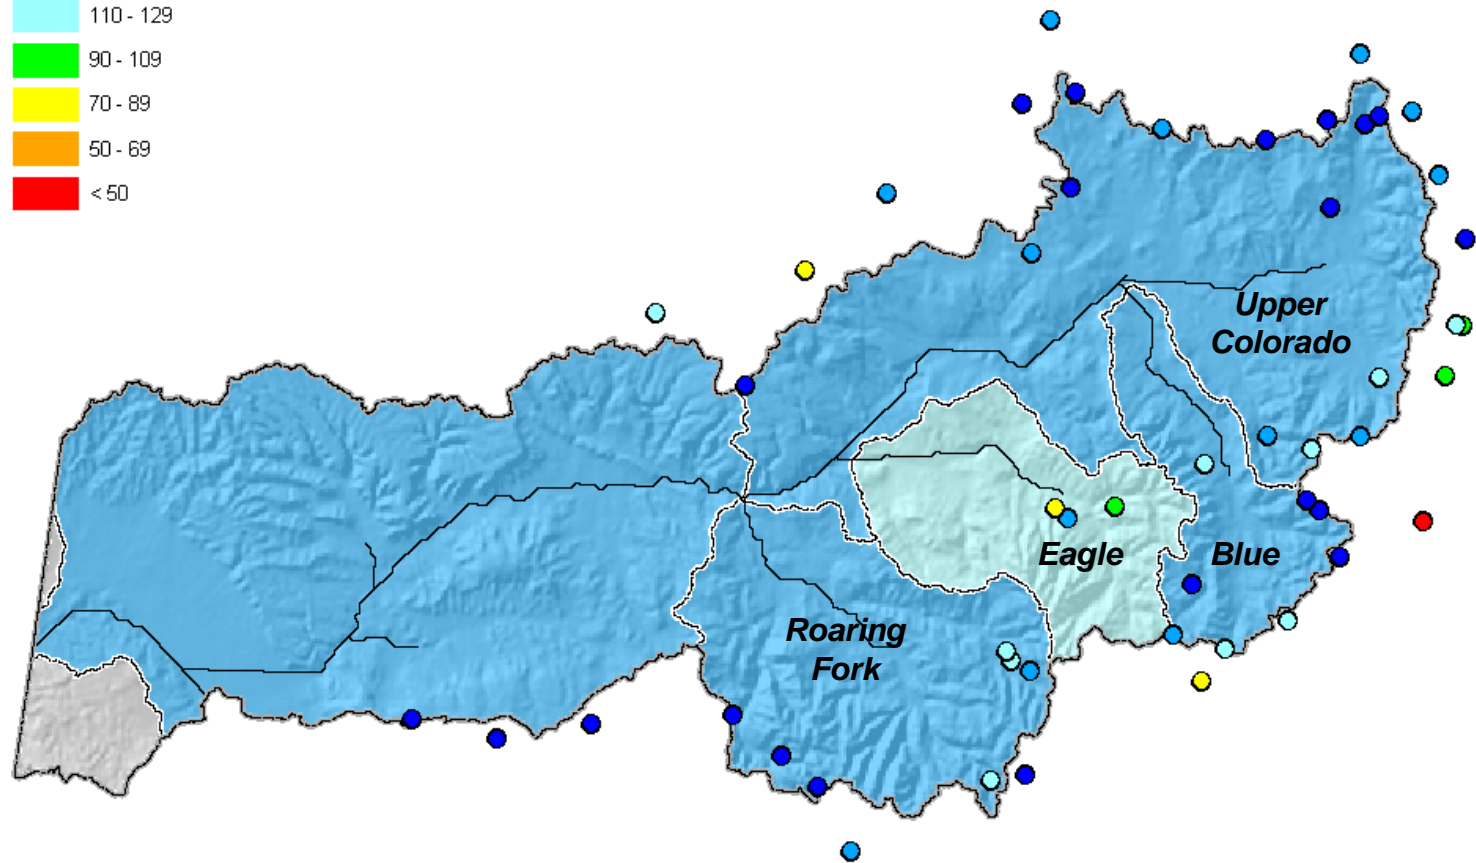 110 - 129
90 - 109
70 - 89
50 - 69
< 50
Upper
Colorado
Eagle
Blue
Roaring
Fork